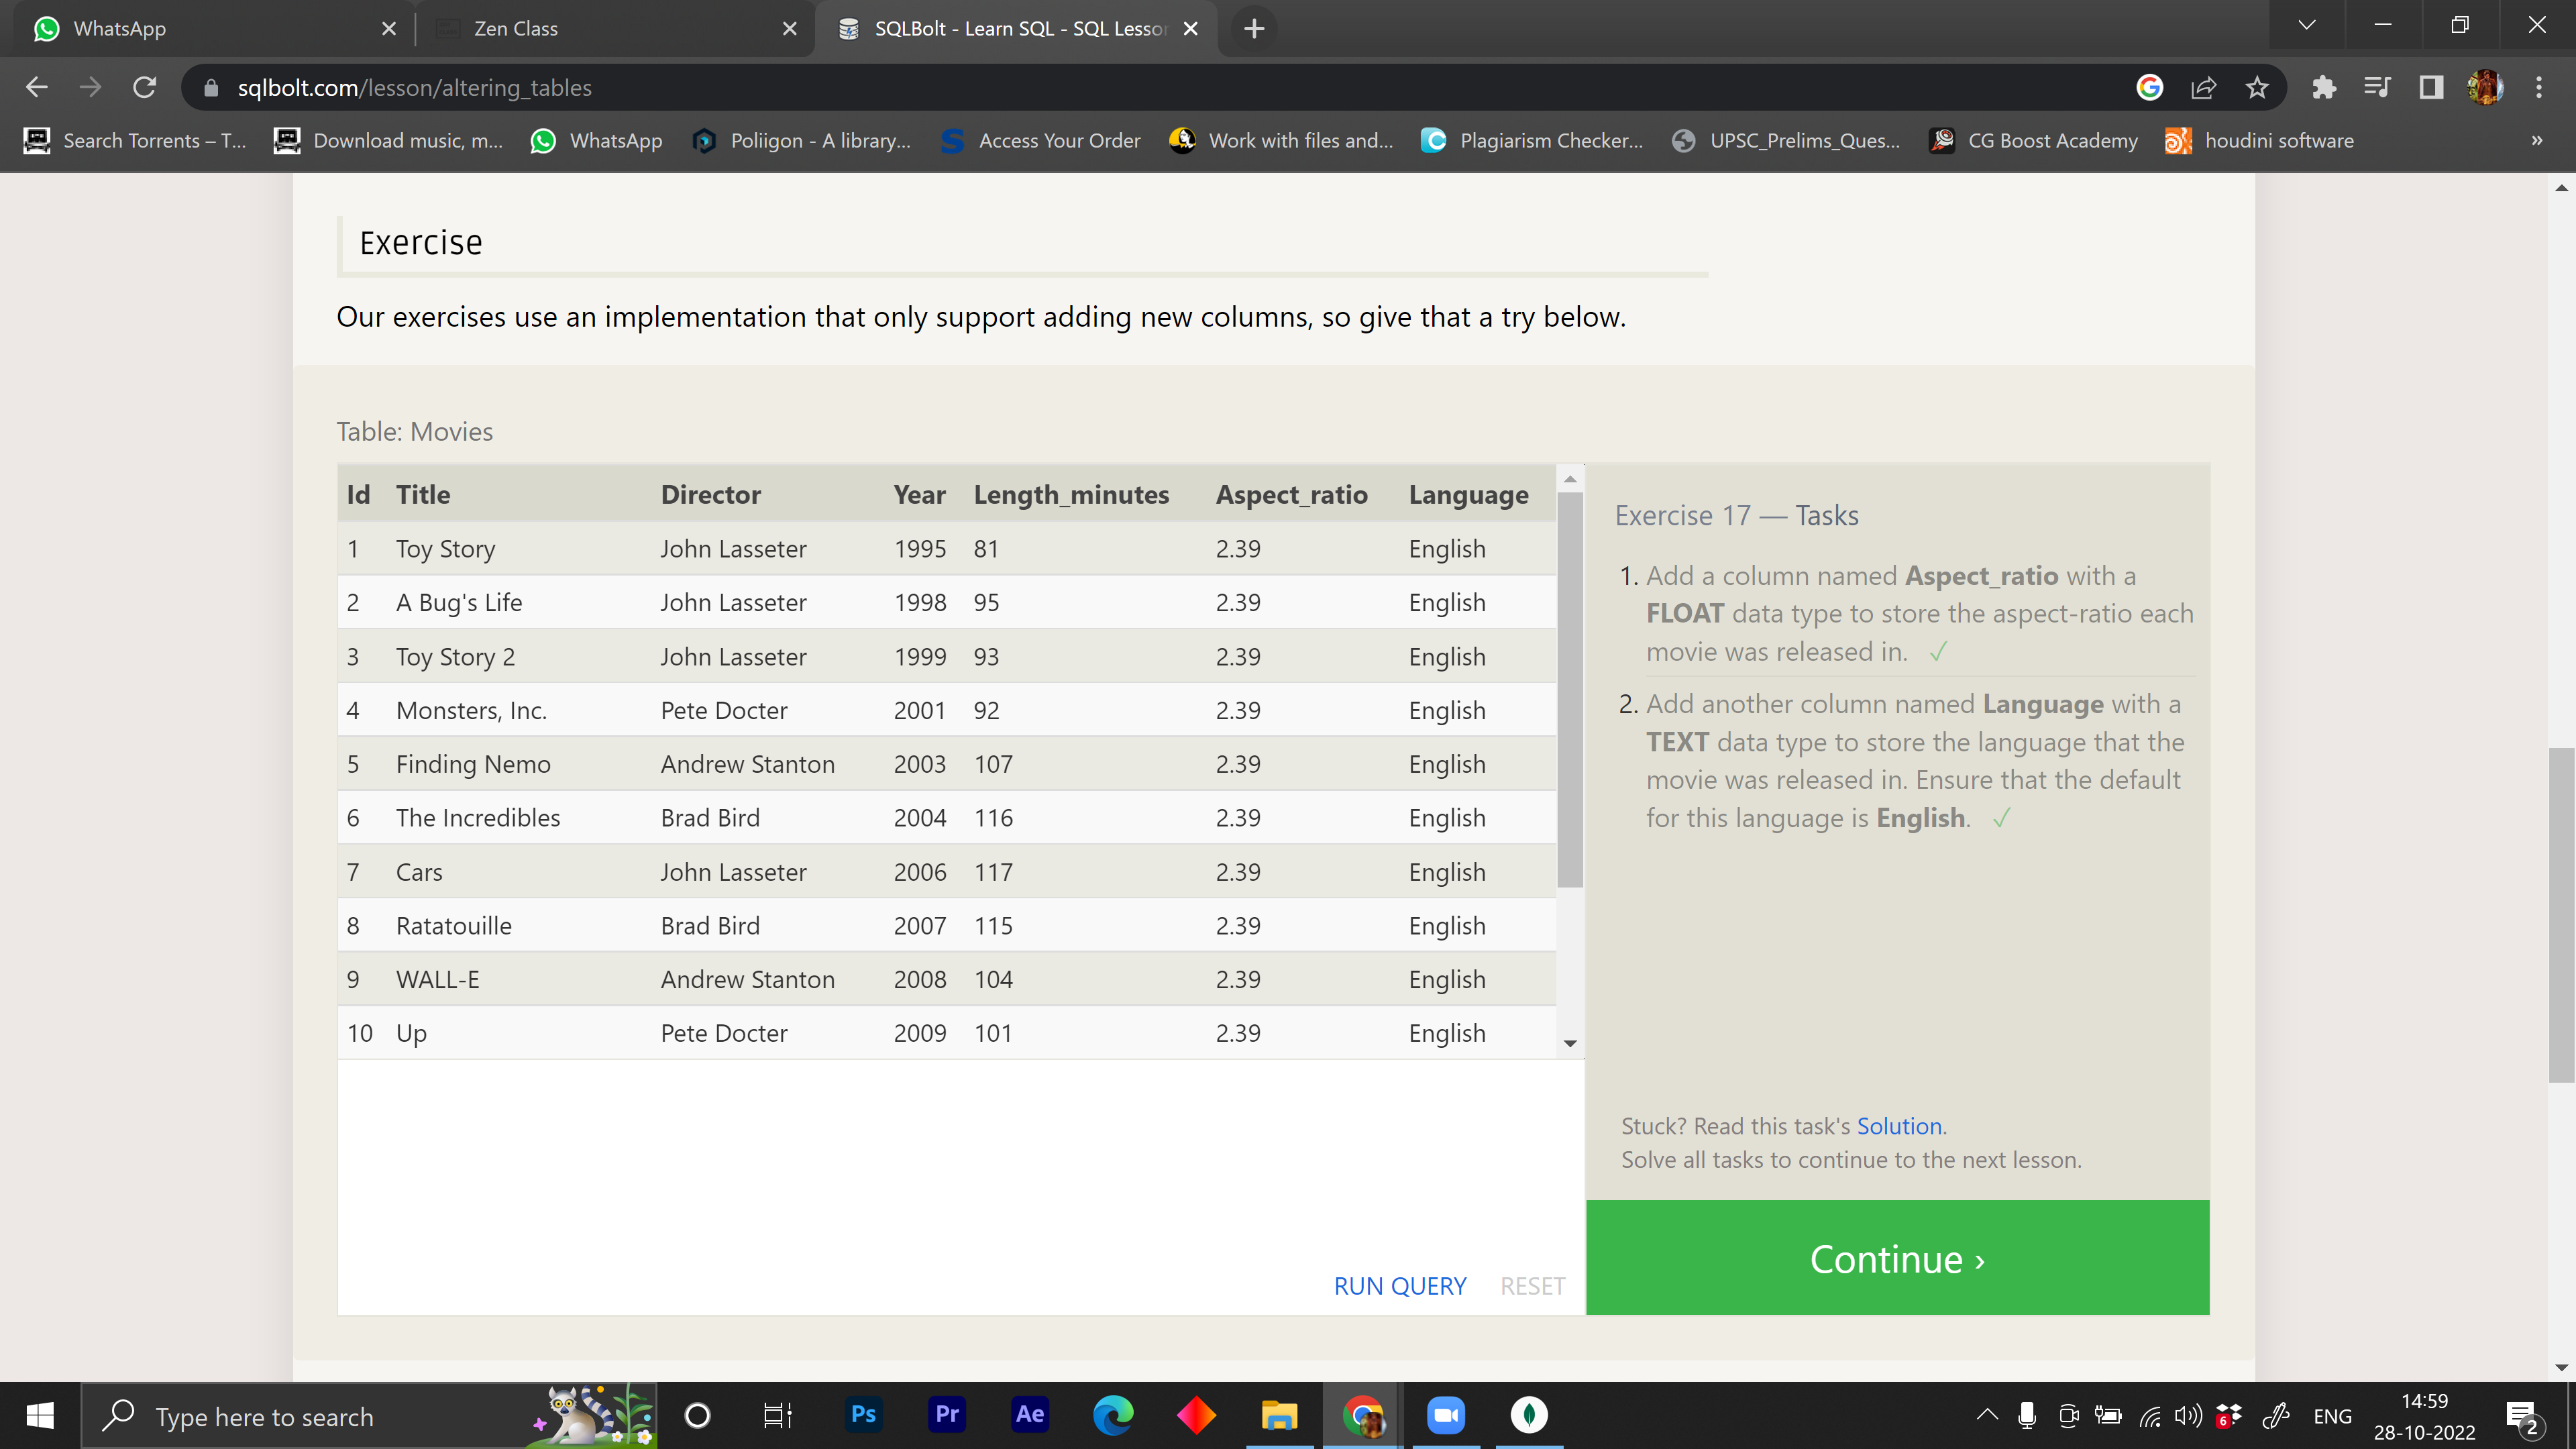 WhatsApp
Zen Class
SQLBolt - Learn SQL - SQL Lesso
sqlbolt.com/lesson/altering_tables
Search Torrents – T...
Download music, m...
WhatsApp
Poliigon - A library...
Access Your Order
Work with files and...
Plagiarism Checker...
UPSC_Prelims_Ques...
CG Boost Academy
houdini software
»
Exercise
Our exercises use an implementation that only support adding new columns, so give that a try below.
Table: Movies
Id Title Director Year Length_minutes Aspect_ratio Language
1 Toy Story John Lasseter 1995 81 2.39 English
2 A Bug's Life John Lasseter 1998 95 2.39 English
3 Toy Story 2 John Lasseter 1999 93 2.39 English
4 Monsters, Inc. Pete Docter 2001 92 2.39 English
5 Finding Nemo Andrew Stanton 2003 107 2.39 English
6 The Incredibles Brad Bird 2004 116 2.39 English
7 Cars John Lasseter 2006 117 2.39 English
8 Ratatouille Brad Bird 2007 115 2.39 English
9 WALL-E Andrew Stanton 2008 104 2.39 English
10 Up Pete Docter 2009 101 2.39 English
RUN QUERY RESET
Exercise 17 — Tasks
1. Add a column named Aspect_ratio with a
FLOAT data type to store the aspect-ratio each
movie was released in. ✓
2. Add another column named Language with a
TEXT data type to store the language that the
movie was released in. Ensure that the default
for this language is English. ✓
Stuck? Read this task's Solution.
Solve all tasks to continue to the next lesson.
Continue ›
Type here to search
Ps
Pr
Ae
6
ENG
14:59
28-10-2022
2